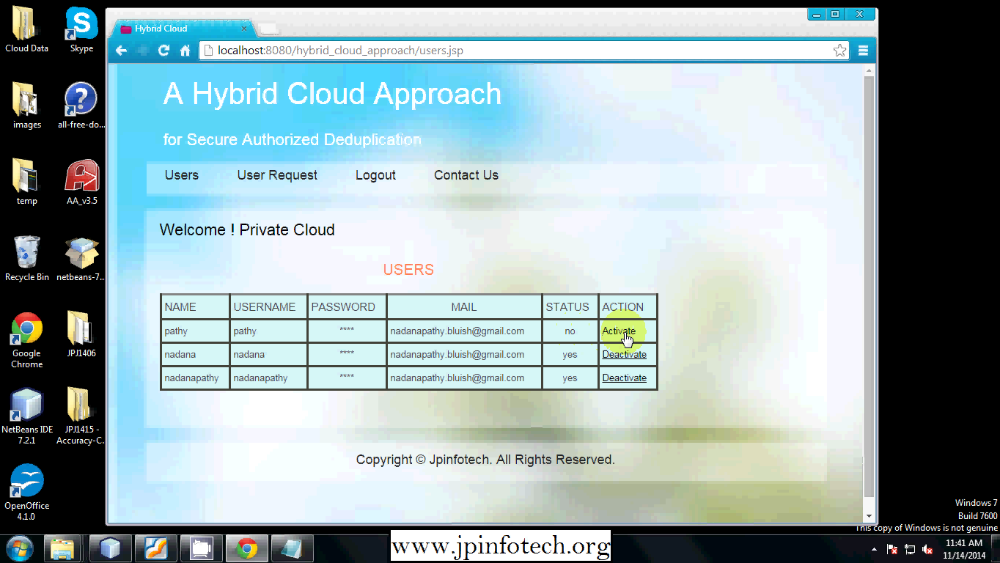 Cloud Data
Skype
images
all-free-do...
temp
AA_v3.5
Recycle Bin
netbeans-7...
Google
Chrome
JPJ1406
NetBeans IDE
7.2.1
JPJ1415 -
Accuracy-C...
OpenOffice
4.1.0
Hybrid Cloud
localhost:8080/hybrid_cloud_approach/users.jsp
A Hybrid Cloud Approach
for Secure Authorized Deduplication
Users User Request Logout Contact Us
Welcome ! Private Cloud
USERS
NAME USERNAME PASSWORD MAIL STATUS ACTION
pathy pathy **** nadanapathy.bluish@gmail.com no Activate
nadana nadana **** nadanapathy.bluish@gmail.com yes Deactivate
nadanapathy nadanapathy **** nadanapathy.bluish@gmail.com yes Deactivate
Copyright © Jpinfotech. All Rights Reserved.
Windows 7
Build 7600
This copy of Windows is not genuine
www.jpinfotech.org
11:41 AM
11/14/2014